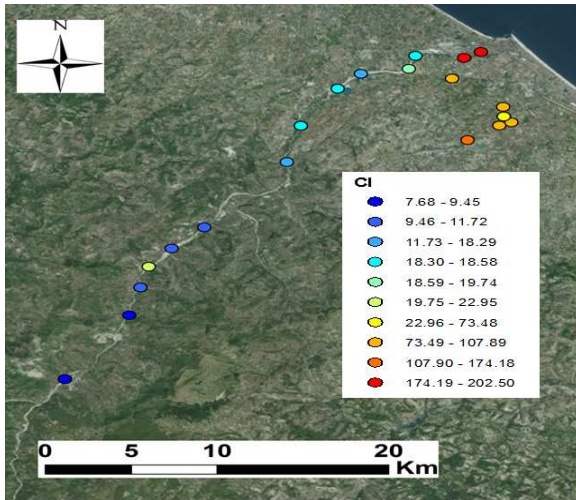 N
Cl
7.68 - 9.45
9.46 - 11.72
11.73 - 18.29
18.30 - 18.58
18.59 - 19.74
19.75 - 22.95
22.96 - 73.48
73.49 - 107.89
107.90 - 174.18
174.19 - 202.50
0 5 10 20
Km